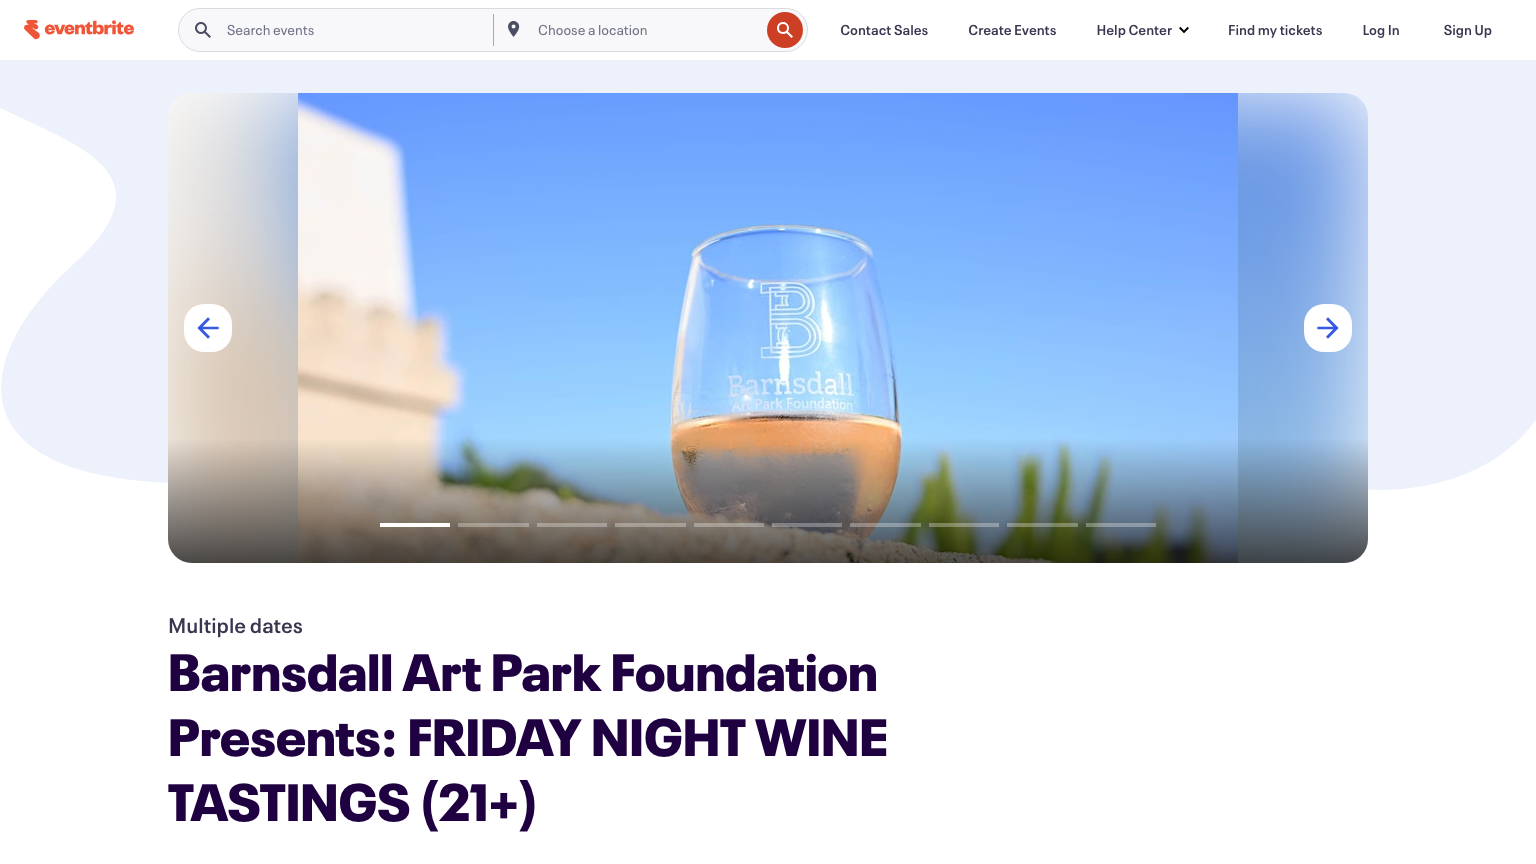 eventbrite
Search events
Choose a location
Contact Sales
Create Events
Help Center
Find my tickets
Log In
Sign Up
B
Barnsdall
Art Park Foundation
Multiple dates
Barnsdall Art Park Foundation
Presents: FRIDAY NIGHT WINE
TASTINGS (21+)